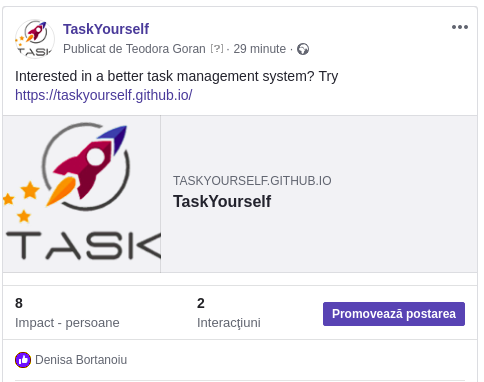 TaskYourself
Publicat de Teodora Goran [?] · 29 minute ·
Interested in a better task management system? Try
https://taskyourself.github.io/
TASK
TASKYOURSELF.GITHUB.IO
TaskYourself
8
Impact - persoane
2
Interacţiuni
Promovează postarea
Denisa Bortanoiu